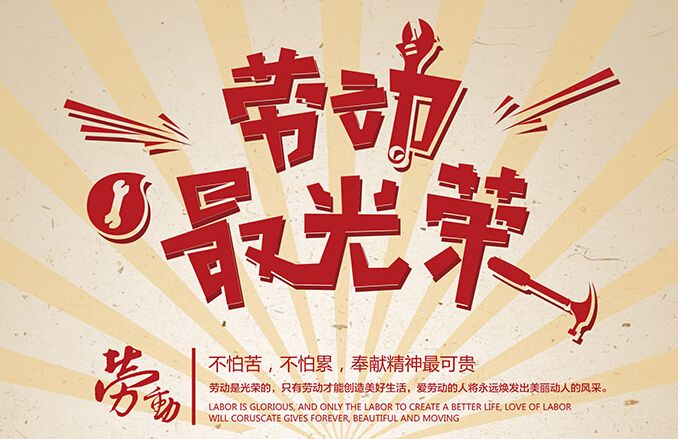 劳动
最光荣
劳動
不怕苦，不怕累，奉献精神最可贵
劳动是光荣的，只有劳动才能创造美好生活，爱劳动的人将永远焕发出美丽动人的风采。
LABOR IS GLORIOUS, AND ONLY THE LABOR TO CREATE A BETTER LIFE, LOVE OF LABOR
WILL CORUSCATE GIVES FOREVER, BEAUTIFUL AND MOVING